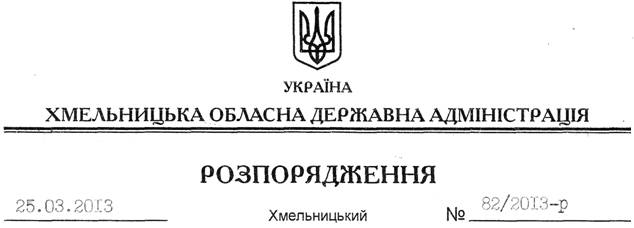 УКРАЇНА
ХМЕЛЬНИЦЬКА ОБЛАСНА ДЕРЖАВНА АДМІНІСТРАЦІЯ
РОЗПОРЯДЖЕННЯ
25.03.2013 Хмельницький № 82/2013-р